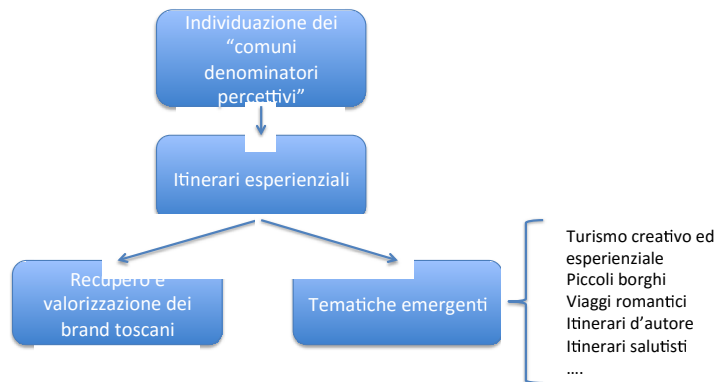 Individuazione dei
“comuni
denominatori
percettivi”
Itinerari esperienziali
Recupero e
valorizzazione dei
brand toscani
Tematiche emergenti
Turismo creativo ed
esperienziale
Piccoli borghi
Viaggi romantici
Itinerari d’autore
Itinerari salutisti
....